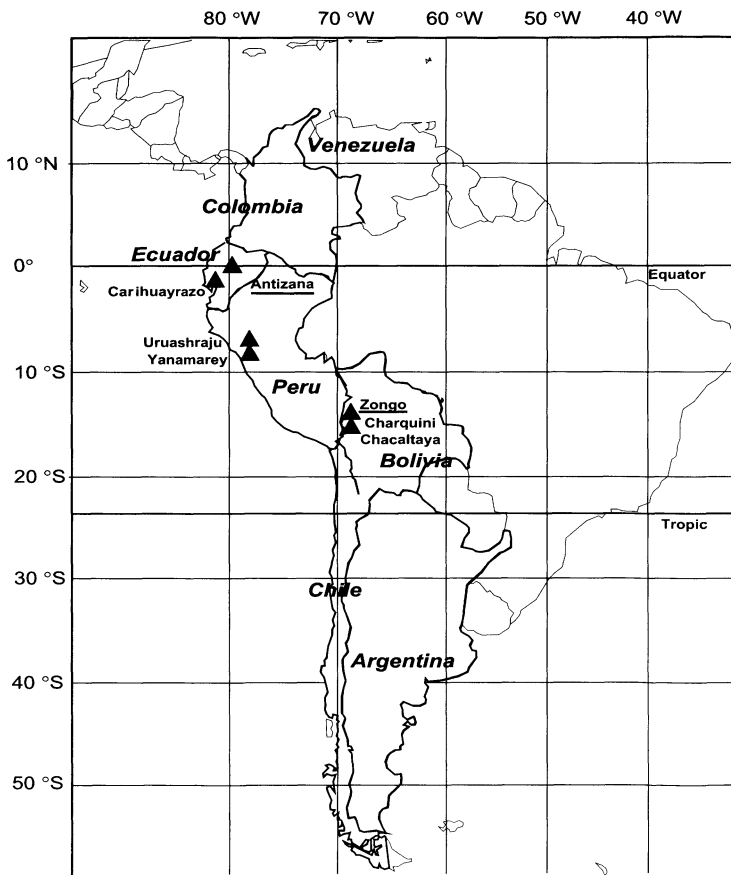 80 °W 70 °W 60 °W 50 °W 40 °W
Venezuela
10 °N
Colombia
Ecuador
0°
Equator
Antizana
Carihuayrazo
Uruashraju
Yanamarey
10 °S
Peru
Zongo
Charquini
Chacaltaya
Bolivia
20 °S
Tropic
30 °S
Chile
Argentina
40 °S
50 °S